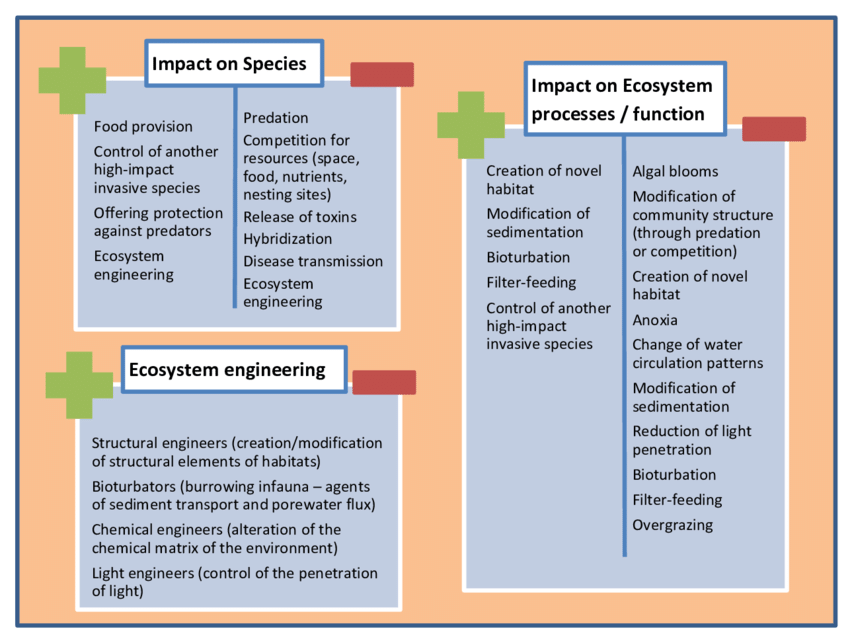 Impact on Species
Food provision
Control of another
high-impact
invasive species
Offering protection
against predators
Ecosystem
engineering
Predation
Competition for
resources (space,
food, nutrients,
nesting sites)
Release of toxins
Hybridization
Disease transmission
Ecosystem
engineering
Ecosystem engineering
Structural engineers (creation/modification
of structural elements of habitats)
Bioturbators (burrowing infauna – agents
of sediment transport and porewater flux)
Chemical engineers (alteration of the
chemical matrix of the environment)
Light engineers (control of the penetration
of light)
Impact on Ecosystem
processes / function
Creation of novel
habitat
Modification of
sedimentation
Bioturbation
Filter-feeding
Control of another
high-impact
invasive species
Algal blooms
Modification of
community structure
(through predation
or competition)
Creation of novel
habitat
Anoxia
Change of water
circulation patterns
Modification of
sedimentation
Reduction of light
penetration
Bioturbation
Filter-feeding
Overgrazing